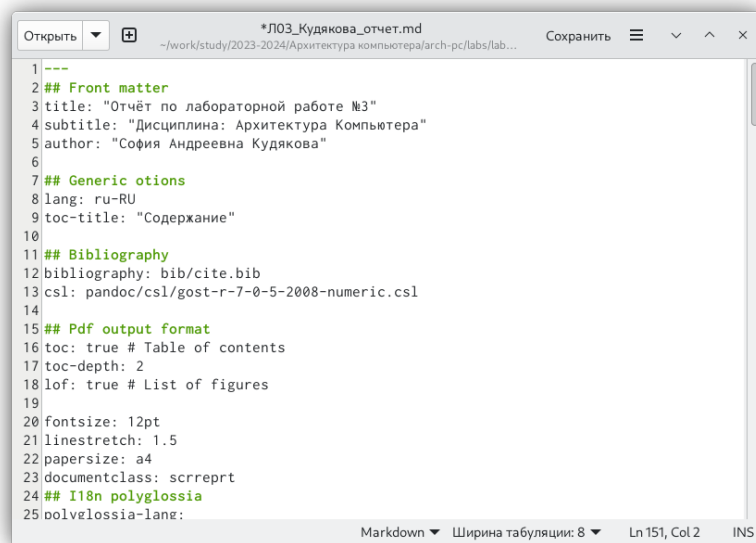 Открыть
*Л03_Кудякова_отчет.md
~/work/study/2023-2024/Архитектура компьютера/arch-pc/labs/lab...
Сохранить
1 ---
2 ## Front matter
3 title: "Отчёт по лабораторной работе №3"
4 subtitle: "Дисциплина: Архитектура Компьютера"
5 author: "София Андреевна Кудякова"
6
7 ## Generic otions
8 lang: ru-RU
9 toc-title: "Содержание"
10
11 ## Bibliography
12 bibliography: bib/cite.bib
13 csl: pandoc/csl/gost-r-7-0-5-2008-numeric.csl
14
15 ## Pdf output format
16 toc: true # Table of contents
17 toc-depth: 2
18 lof: true # List of figures
19
20 fontsize: 12pt
21 linestretch: 1.5
22 papersize: a4
23 documentclass: scrreprt
24 ## I18n polyglossia
25 polyglossia-lang:
Markdown Ширина табуляции: 8 Ln 151, Col 2 INS